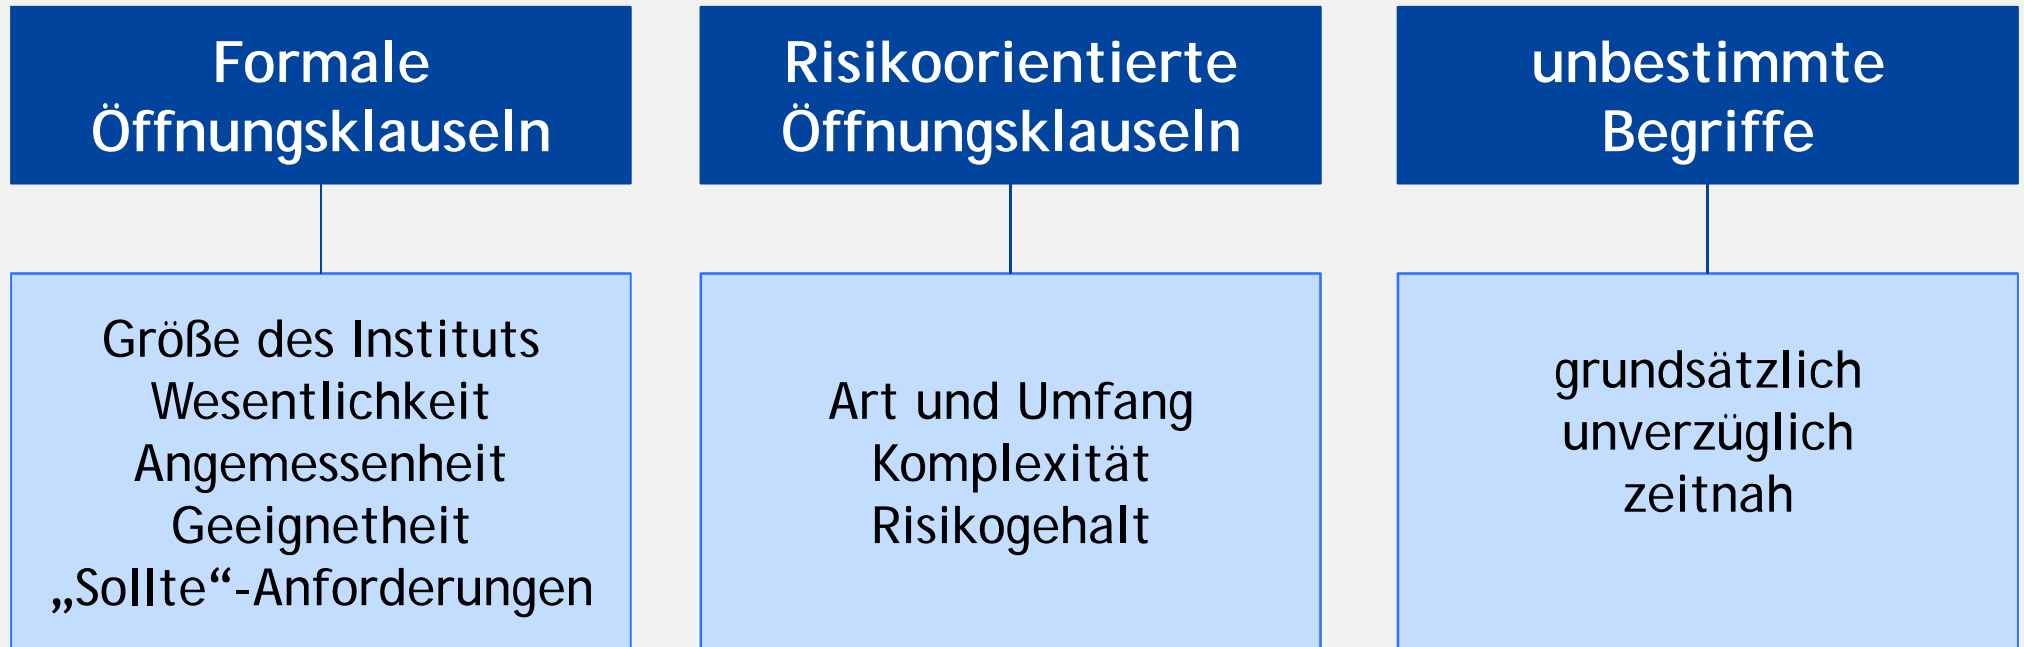 Formale
Öffnungsklauseln
Größe des Instituts
Wesentlichkeit
Angemessenheit
Geeignetheit
„Sollte“-Anforderungen
Risikoorientierte
Öffnungsklauseln
Art und Umfang
Komplexität
Risikogehalt
unbestimmte
Begriffe
grundsätzlich
unverzüglich
zeitnah